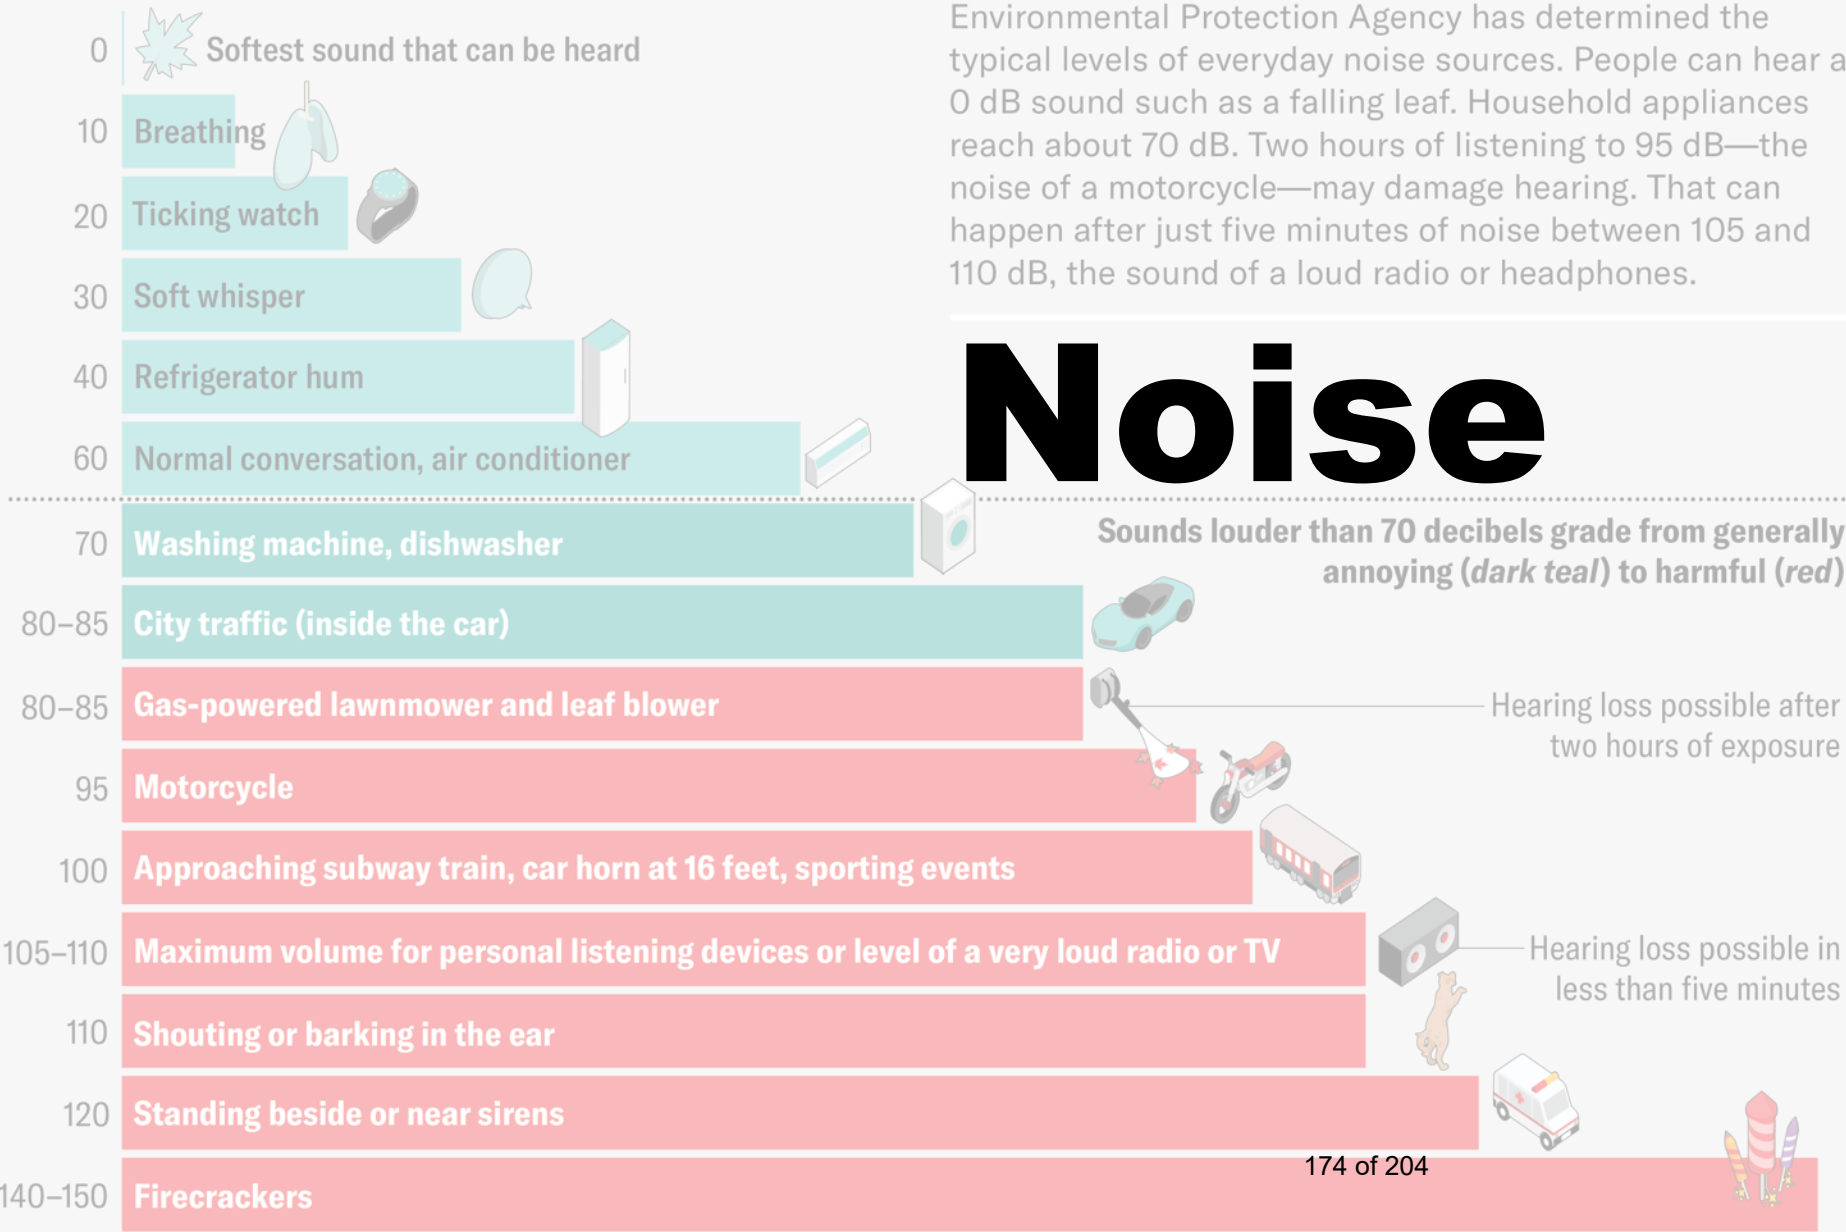 Environmental Protection Agency has determined the
typical levels of everyday noise sources. People can hear a
0 dB sound such as a falling leaf. Household appliances
reach about 70 dB. Two hours of listening to 95 dB—the
noise of a motorcycle—may damage hearing. That can
happen after just five minutes of noise between 105 and
110 dB, the sound of a loud radio or headphones.
Noise
0 Softest sound that can be heard
10 Breathing
20 Ticking watch
30 Soft whisper
40 Refrigerator hum
60 Normal conversation, air conditioner
70 Washing machine, dishwasher
Sounds louder than 70 decibels grade from generally
annoying (dark teal) to harmful (red)
80–85 City traffic (inside the car)
80–85 Gas-powered lawnmower and leaf blower
Hearing loss possible after
two hours of exposure
95 Motorcycle
100 Approaching subway train, car horn at 16 feet, sporting events
105–110 Maximum volume for personal listening devices or level of a very loud radio or TV
Hearing loss possible in
less than five minutes
110 Shouting or barking in the ear
120 Standing beside or near sirens
174 of 204
140–150 Firecrackers